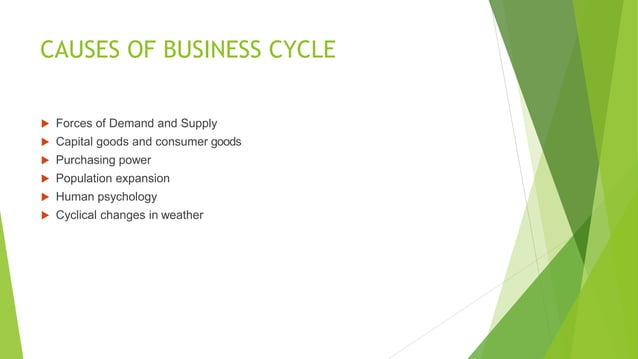 CAUSES OF BUSINESS CYCLE
Forces of Demand and Supply
Capital goods and consumer goods
Purchasing power
Population expansion
Human psychology
Cyclical changes in weather